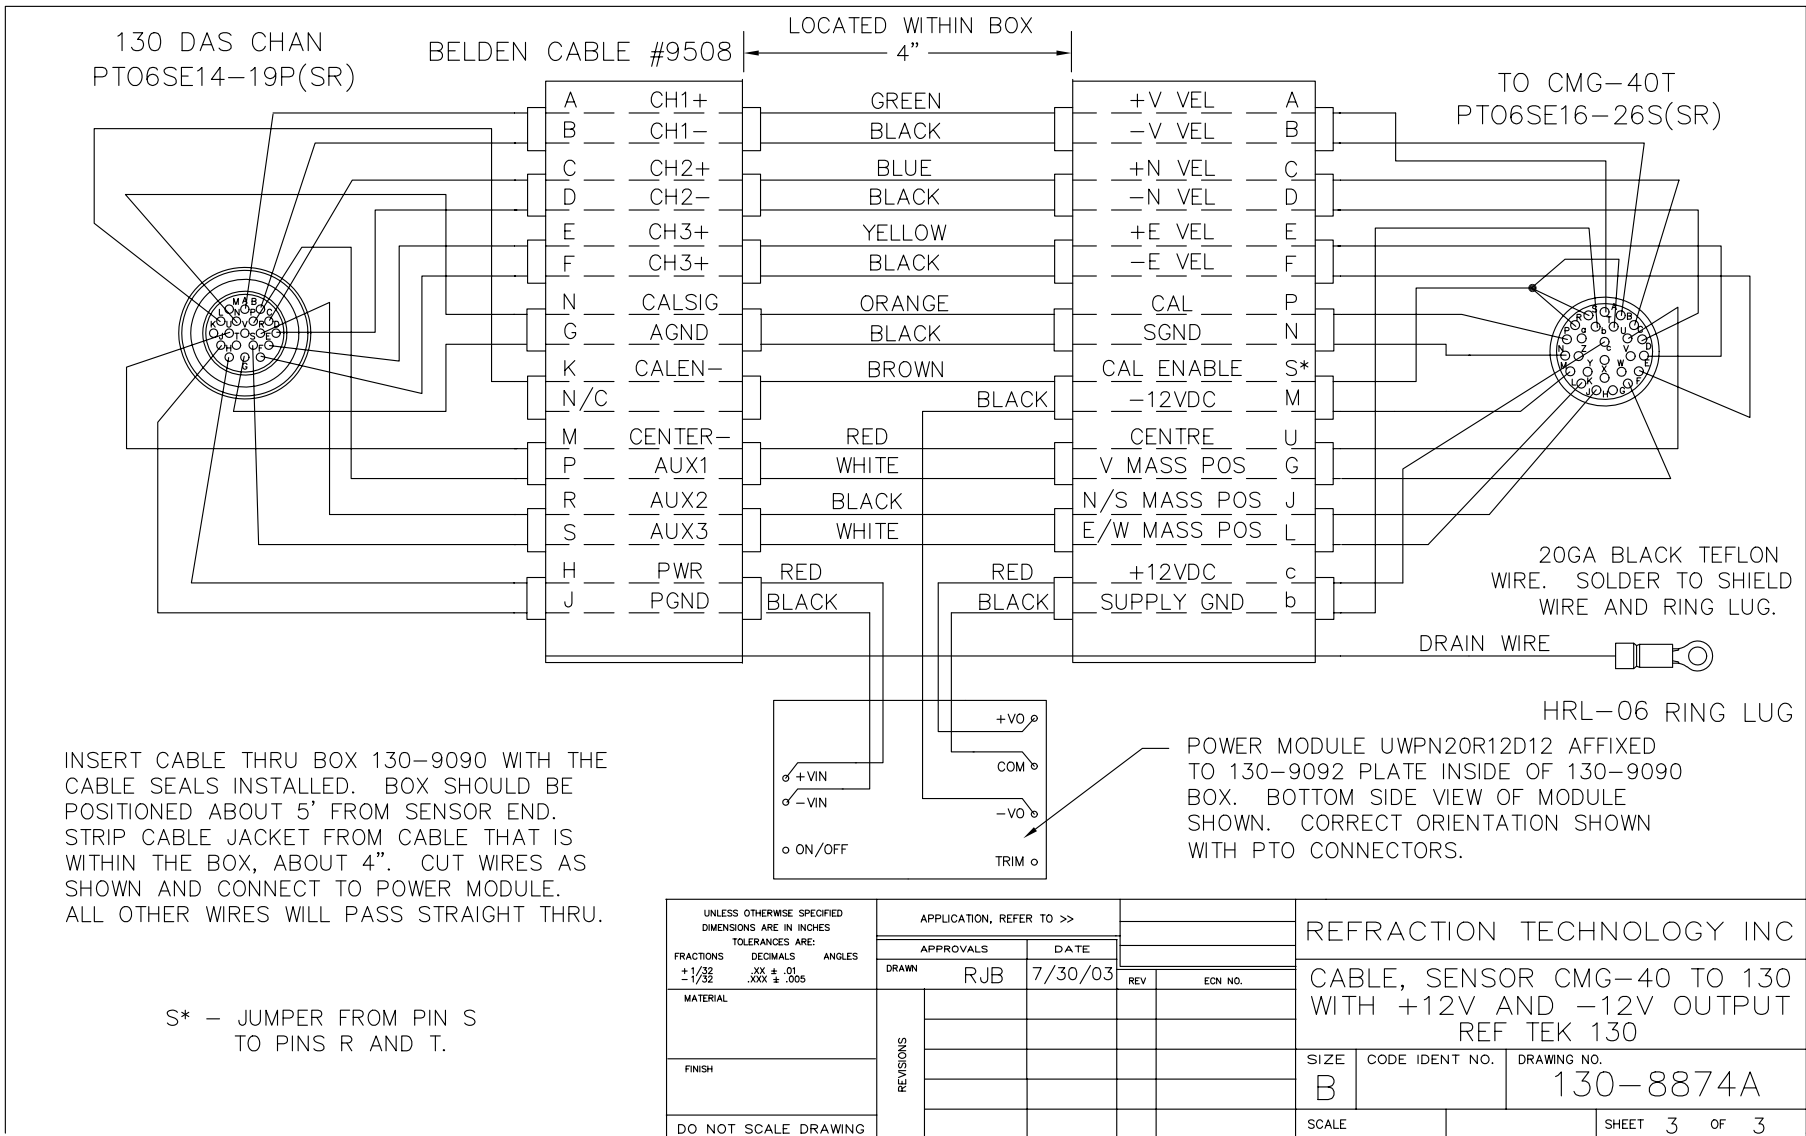 130 DAS CHAN
PTO6SE14-19P(SR)
BELDEN CABLE #9508
LOCATED WITHIN BOX
4"
TO CMG-40T
PTO6SE16-26S(SR)
A CH1+ GREEN +V VEL A
B CH1- BLACK -V VEL B
C CH2+ BLUE +N VEL C
D CH2- BLACK -N VEL D
E CH3+ YELLOW +E VEL E
F CH3+ BLACK -E VEL F
N CALSIG ORANGE CAL P
G AGND BLACK SGND N
K CALEN- BROWN CAL ENABLE S*
N/C BLACK -12VDC M
M CENTER- RED CENTRE U
P AUX1 WHITE V MASS POS G
R AUX2 BLACK N/S MASS POS J
S AUX3 WHITE E/W MASS POS L
H PWR RED RED +12VDC c
J PGND BLACK BLACK SUPPLY GND b
20GA BLACK TEFLON
WIRE. SOLDER TO SHIELD
WIRE AND RING LUG.
DRAIN WIRE
HRL-06 RING LUG
+VO
COM
-VO
TRIM
+VIN
-VIN
ON/OFF
POWER MODULE UWPN20R12D12 AFFIXED
TO 130-9092 PLATE INSIDE OF 130-9090
BOX. BOTTOM SIDE VIEW OF MODULE
SHOWN. CORRECT ORIENTATION SHOWN
WITH PTO CONNECTORS.
INSERT CABLE THRU BOX 130-9090 WITH THE
CABLE SEALS INSTALLED. BOX SHOULD BE
POSITIONED ABOUT 5' FROM SENSOR END.
STRIP CABLE JACKET FROM CABLE THAT IS
WITHIN THE BOX, ABOUT 4". CUT WIRES AS
SHOWN AND CONNECT TO POWER MODULE.
ALL OTHER WIRES WILL PASS STRAIGHT THRU.
S* - JUMPER FROM PIN S
TO PINS R AND T.
UNLESS OTHERWISE SPECIFIED
DIMENSIONS ARE IN INCHES
TOLERANCES ARE:
FRACTIONS DECIMALS ANGLES
+1/32 .XX ± .01
-1/32 .XXX ± .005
MATERIAL
FINISH
DO NOT SCALE DRAWING
APPLICATION, REFER TO >>
APPROVALS DATE
DRAWN RJB 7/30/03
REV ECN NO.
REVISIONS
REFRACTION TECHNOLOGY INC
CABLE, SENSOR CMG-40 TO 130
WITH +12V AND -12V OUTPUT
REF TEK 130
SIZE B
CODE IDENT NO.
DRAWING NO.
130-8874A
SCALE
SHEET 3 OF 3